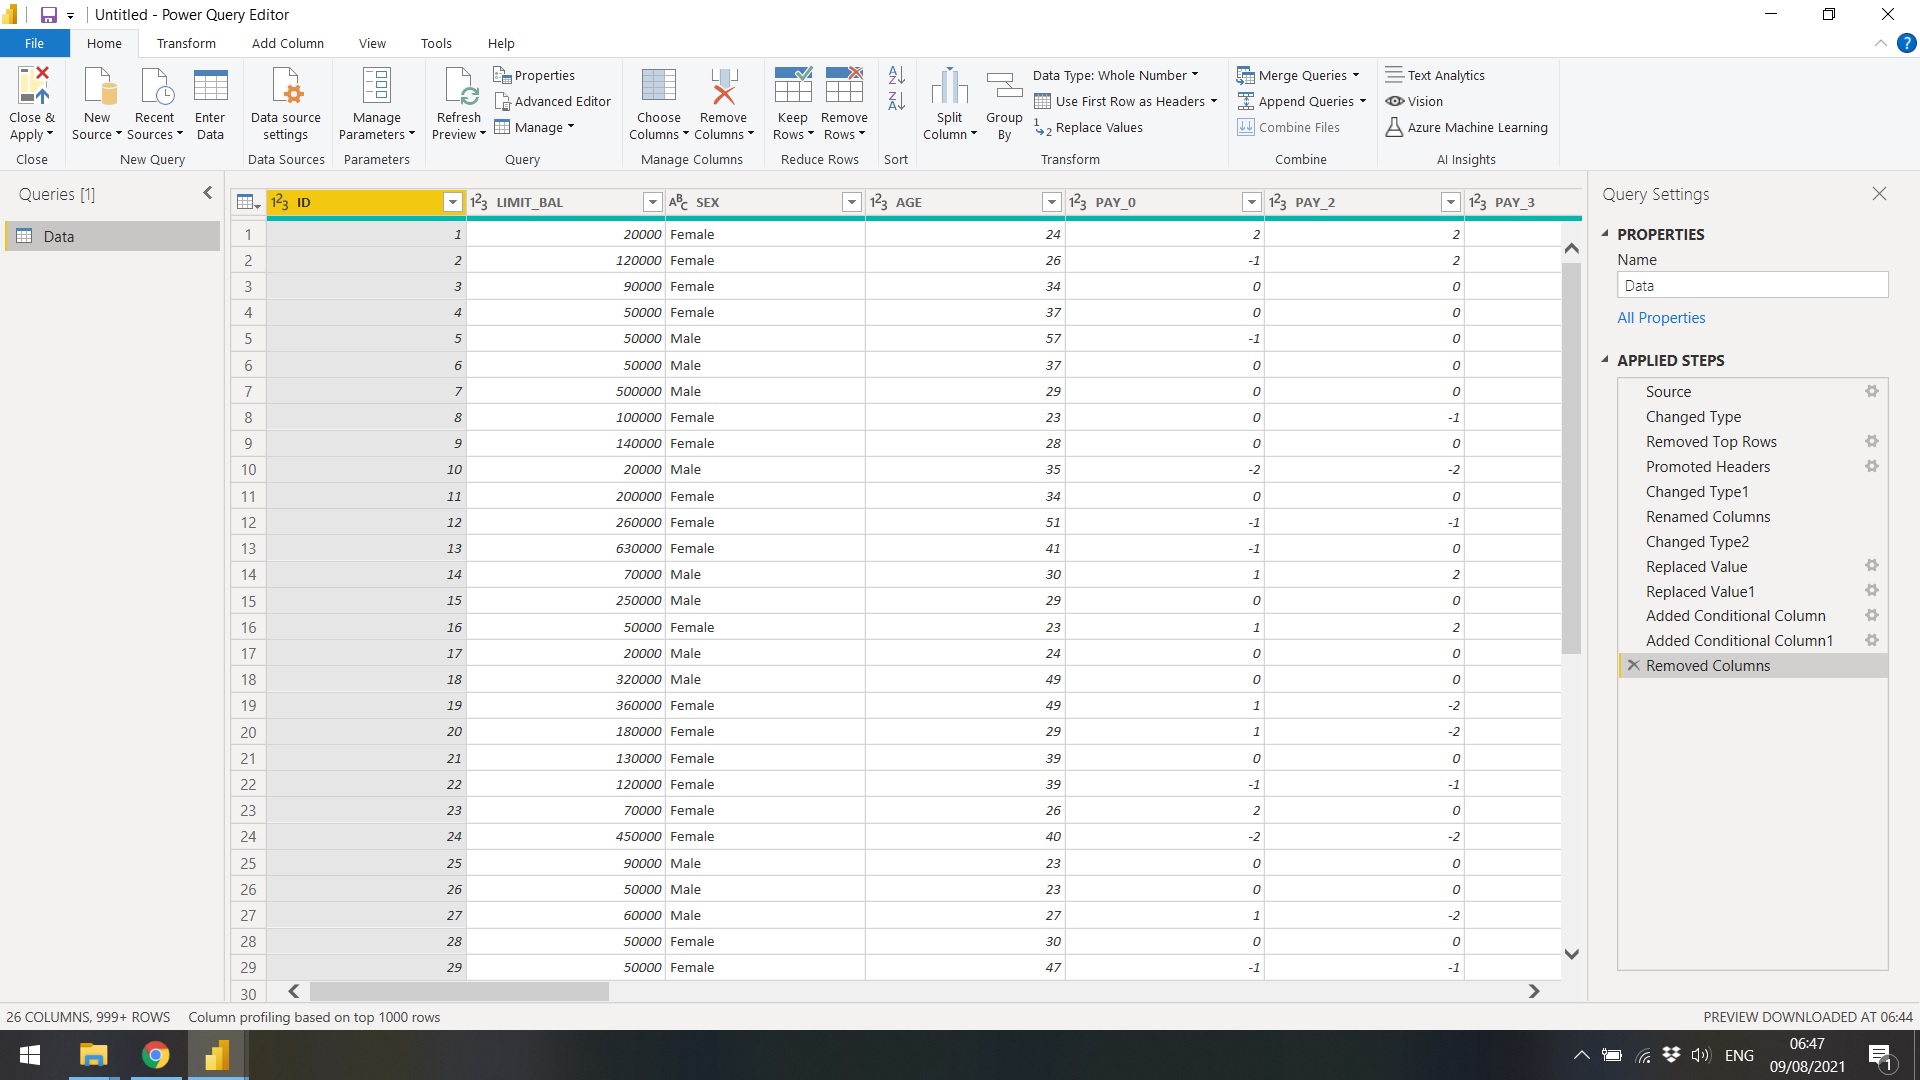 Untitled - Power Query Editor
File Home Transform Add Column View Tools Help
Close & Apply
Close
New Source
Recent Sources
Enter Data
New Query
Data source settings
Data Sources
Manage Parameters
Parameters
Refresh Preview
Properties
Advanced Editor
Manage
Query
Choose Columns
Remove Columns
Manage Columns
Keep Rows
Remove Rows
Reduce Rows
Sort
Split Column
Group By
Data Type: Whole Number
Use First Row as Headers
Replace Values
Transform
Merge Queries
Append Queries
Combine Files
Combine
Text Analytics
Vision
Azure Machine Learning
AI Insights
Queries [1]
Data
ID LIMIT_BAL SEX AGE PAY_0 PAY_2 PAY_3
1 1 20000 Female 24 2 2
2 2 120000 Female 26 -1 2
3 3 90000 Female 34 0 0
4 4 50000 Female 37 0 0
5 5 50000 Male 57 -1 0
6 6 50000 Male 37 0 0
7 7 500000 Male 29 0 0
8 8 100000 Female 23 0 -1
9 9 140000 Female 28 0 0
10 10 20000 Male 35 -2 -2
11 11 200000 Female 34 0 0
12 12 260000 Female 51 -1 -1
13 13 630000 Female 41 -1 0
14 14 70000 Male 30 1 2
15 15 250000 Male 29 0 0
16 16 50000 Female 23 1 2
17 17 20000 Male 24 0 0
18 18 320000 Male 49 0 0
19 19 360000 Female 49 1 -2
20 20 180000 Female 29 1 -2
21 21 130000 Female 39 0 0
22 22 120000 Female 39 -1 -1
23 23 70000 Female 26 2 0
24 24 450000 Female 40 -2 -2
25 25 90000 Male 23 0 0
26 26 50000 Male 23 0 0
27 27 60000 Male 27 1 -2
28 28 50000 Female 30 0 0
29 29 50000 Female 47 -1 -1
30
Query Settings
PROPERTIES
Name
Data
All Properties
APPLIED STEPS
Source
Changed Type
Removed Top Rows
Promoted Headers
Changed Type1
Renamed Columns
Changed Type2
Replaced Value
Replaced Value1
Added Conditional Column
Added Conditional Column1
Removed Columns
26 COLUMNS, 999+ ROWS Column profiling based on top 1000 rows
PREVIEW DOWNLOADED AT 06:44
ENG
06:47
09/08/2021
1